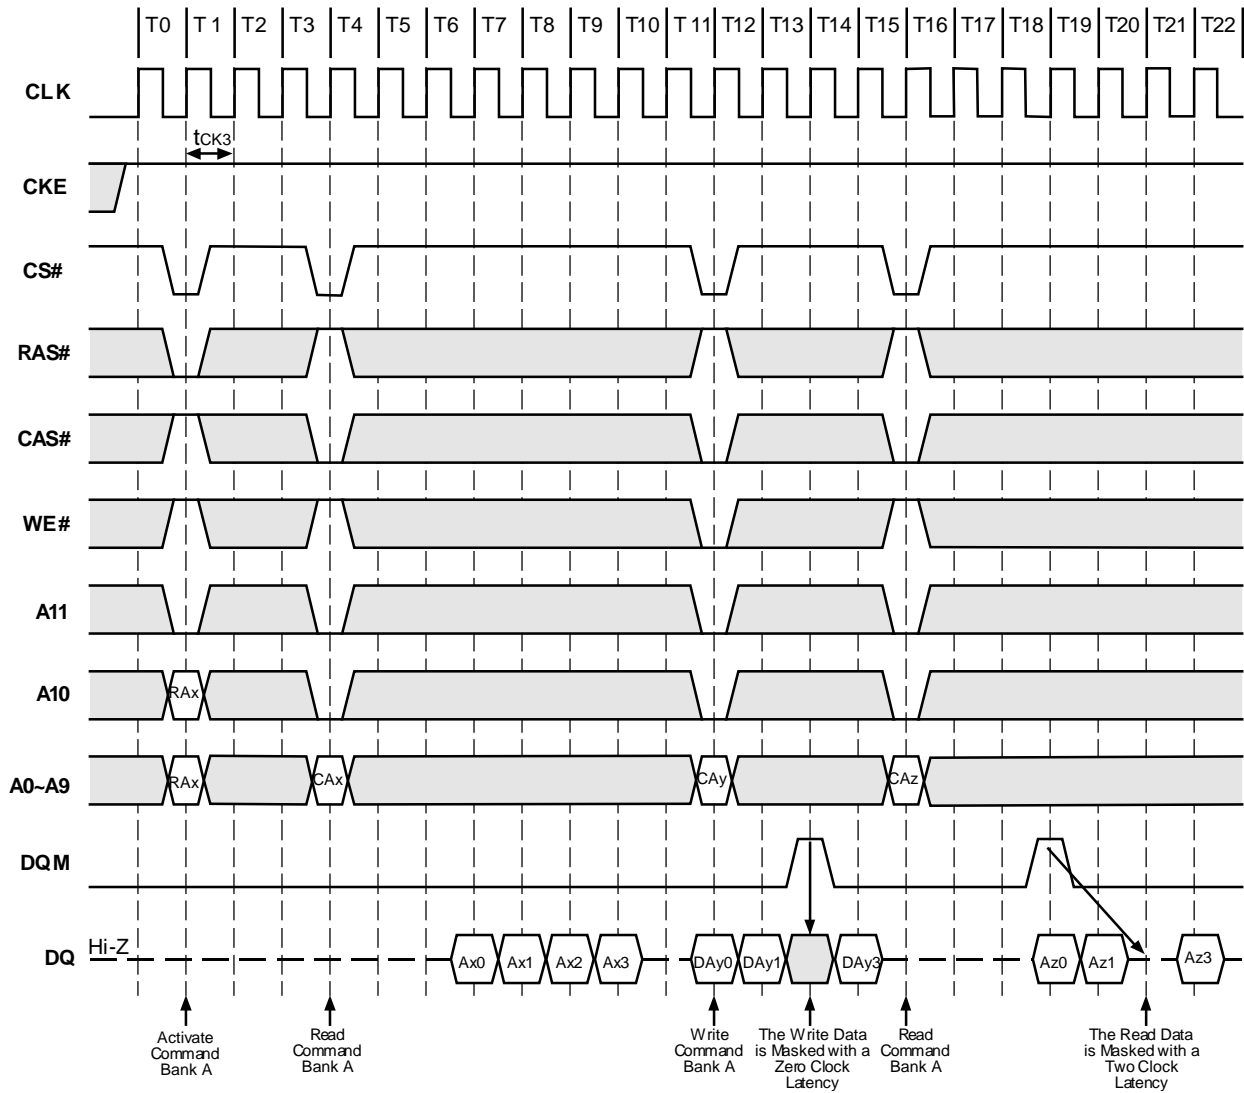 T0 T1 T2 T3 T4 T5 T6 T7 T8 T9 T10 T11 T12 T13 T14 T15 T16 T17 T18 T19 T20 T21 T22
CLK
tCK3
CKE
CS#
RAS#
CAS#
WE#
A11
A10 RAx
A0~A9 RAx CAx CAy CAz
DQM
DQ Hi-Z Ax0 Ax1 Ax2 Ax3 DAy0 DAy1 DAy3 Az0 Az1 Az3
Activate
Command
Bank A
Read
Command
Bank A
Write
Command
Bank A
The Write Data
is Masked with a
Zero Clock
Latency
Read
Command
Bank A
The Read Data
is Masked with a
Two Clock
Latency